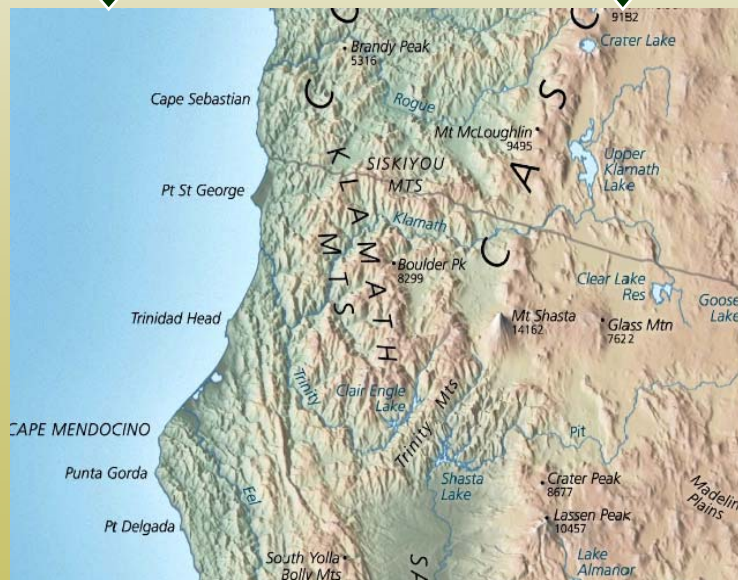 9182
Crater Lake
Brandy Peak
5316
Cape Sebastian
Rogue
Mt McLoughlin
9495
SISKIYOU
MTS
Upper
Klamath
Lake
Pt St George
Klamath
KLAMATH
MTS
CASC
Boulder Pk
8299
Clear Lake
Res
Goose
Lake
Trinidad Head
Mt Shasta
14162
Glass Mtn
7622
Trinity
Clair Engle
Lake
Trinity Mts
CAPE MENDOCINO
Pit
Punta Gorda
Shasta
Lake
Crater Peak
8677
Eel
Madelin
Plains
Pt Delgada
Lassen Peak
10457
South Yolla
Bolly Mts
SA
Lake
Almanor